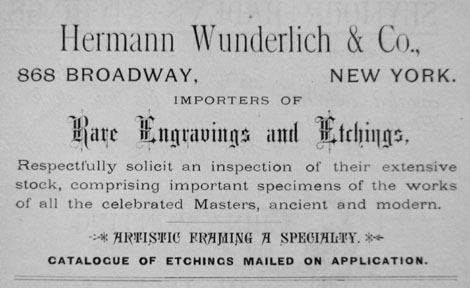 Hermann Wunderlich & Co.,
868 BROADWAY, NEW YORK.
IMPORTERS OF
Rare Engravings and Etchings,
Respectfully solicit an inspection of their extensive
stock, comprising important specimens of the works
of all the celebrated Masters, ancient and modern.
ARTISTIC FRAMING A SPECIALTY.
CATALOGUE OF ETCHINGS MAILED ON APPLICATION.